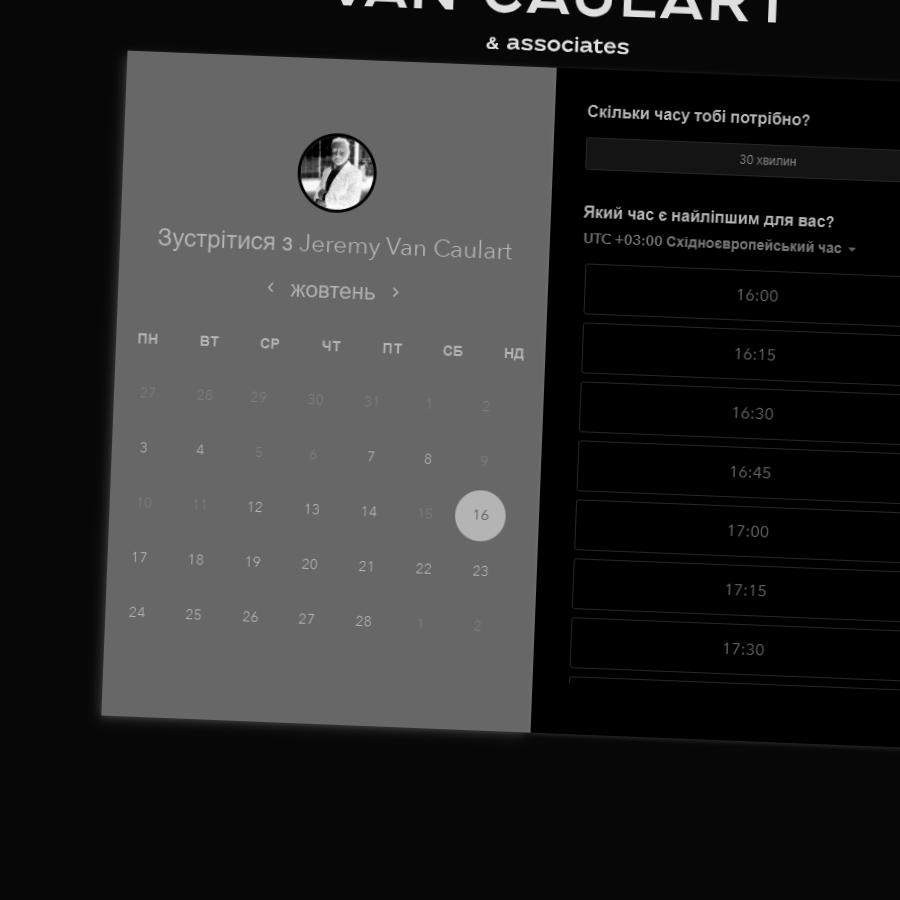 VAN CAULART
& associates
Зустрітися з Jeremy Van Caulart
жовтень
ПН ВТ СР ЧТ ПТ СБ НД
27 28 29 30 31 1 2
3 4 5 6 7 8 9
10 11 12 13 14 15 16
17 18 19 20 21 22 23
24 25 26 27 28 1 2
Скільки часу тобі потрібно?
30 хвилин
Який час є найліпшим для вас?
UTC +03:00 Східноєвропейський час
16:00
16:15
16:30
16:45
17:00
17:15
17:30